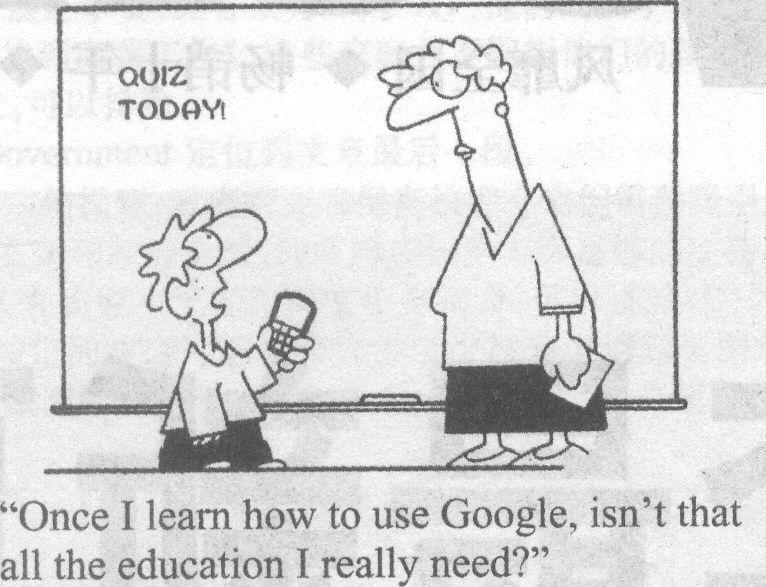 QUIZ
TODAY!
“Once I learn how to use Google, isn’t that
all the education I really need?”